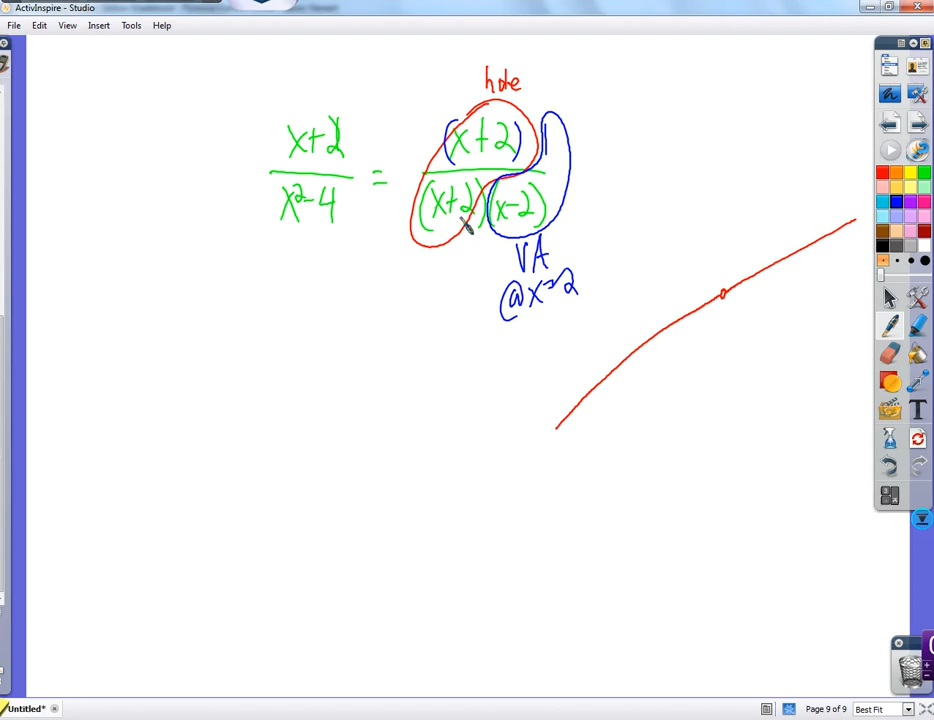 ActivInspire - Studio
File Edit View Insert Tools Help
hole
x+2 / x²-4 = (x+2) 1 / (x+2)(x-2)
VA
@x=2
Untitled*
Page 9 of 9
Best Fit